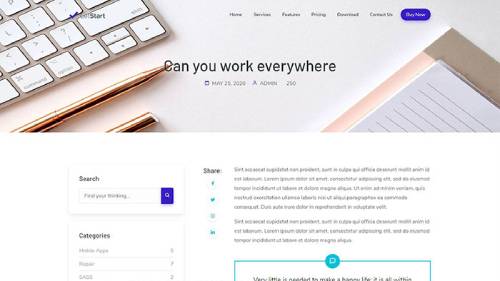 Start
Home Services Features Pricing Download Contact Us Buy Now
Can you work everywhere
MAY 25, 2020 ADMIN 250
Search
Find your thinking...
Categories
Mobile Apps 5
Repair 7
SASS 2
Share:
Sint occaecat cupidatat non proident, sunt in culpa qui officia deserunt mollit anim id
est laborum. Lorem ipsum dolor sit amet, consectetur adipisicing elit, sed do eiusmod
tempor incididunt ut labore et dolore magna aliqua. Ut enim ad minim veniam, quis
nostrud exercitation ullamco laboris nisi ut aliqui paragraphex ea commodo
consequat. Duis aute irure dolor in reprehenderit in voluptate velit.
Sint occaecat cupidatat non proident, sunt in culpa qui officia deserunt mollit anim id
est laborum. Lorem ipsum dolor sit amet, consectetur adipisicing elit, sed do eiusmod
tempor incididunt ut labore et dolore magna aliqua.
Very little is needed to make a happy life; it is all within